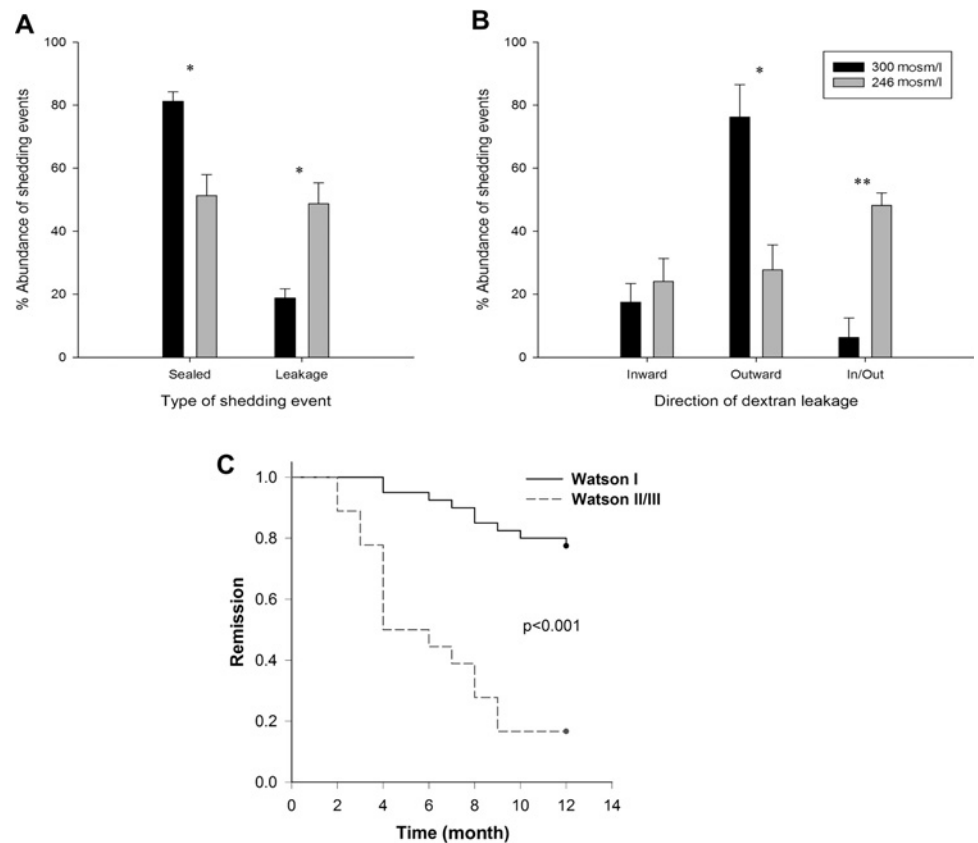 A
100
80
60
40
20
0
% Abundance of shedding events
*
*
Sealed Leakage
Type of shedding event
B
100
80
60
40
20
0
% Abundance of shedding events
300 mosm/l
246 mosm/l
*
**
Inward Outward In/Out
Direction of dextran leakage
C
1.0
0.8
0.6
0.4
0.2
0.0
Remission
Watson I
Watson II/III
p<0.001
0 2 4 6 8 10 12 14
Time (month)